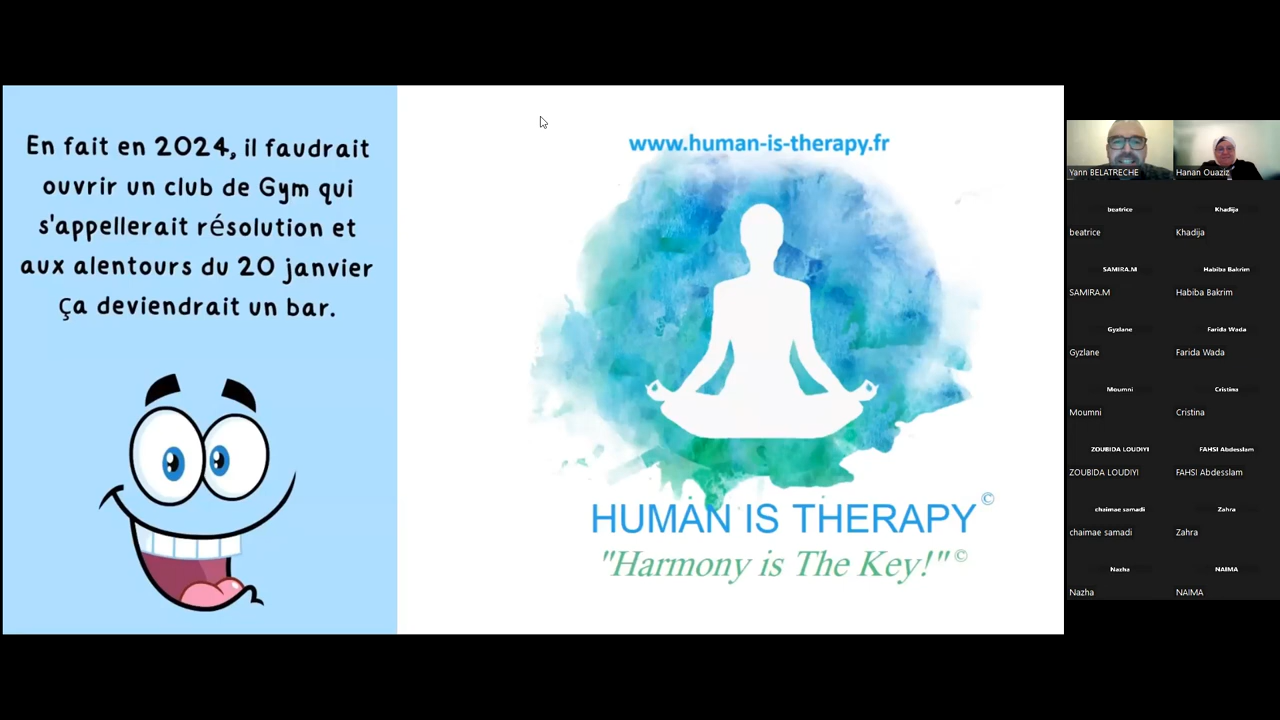 En fait en 2024, il faudrait
ouvrir un club de Gym qui
s'appellerait résolution et
aux alentours du 20 janvier
ça deviendrait un bar.
www.human-is-therapy.fr
HUMAN IS THERAPY©
"Harmony is The Key!"©
Yann BELATRECHE
Hanan Ouaziz
beatrice
Khadija
beatrice
Khadija
SAMIRA.M
Habiba Bakrim
SAMIRA.M
Habiba Bakrim
Gyzlane
Farida Wada
Gyzlane
Farida Wada
Moumni
Cristina
Moumni
Cristina
ZOUBIDA LOUDIYI
FAHSI Abdesslam
ZOUBIDA LOUDIYI
FAHSI Abdesslam
chaimae samadi
Zahra
chaimae samadi
Zahra
Nazha
NAIMA
Nazha
NAIMA